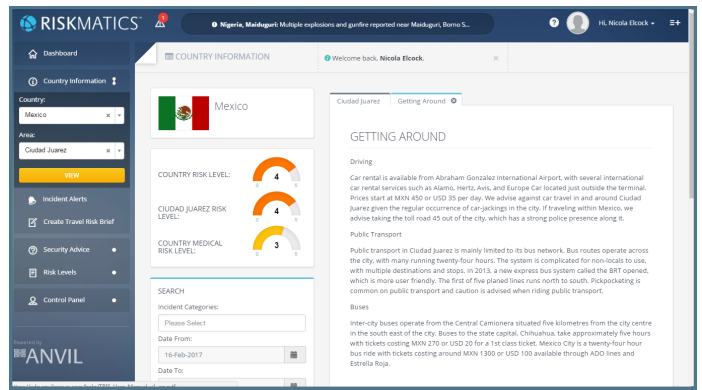 RISKMATICS
Nigeria, Maiduguri: Multiple explosions and gunfire reported near Maiduguri, Borno S...
Hi, Nicola Elcock
Dashboard
COUNTRY INFORMATION
Welcome back, Nicola Elcock.
Country Information
Country:
Mexico
Area:
Ciudad Juarez
VIEW
Incident Alerts
Create Travel Risk Brief
Security Advice
Risk Levels
Control Panel
Powered by
ANVIL
Mexico
COUNTRY RISK LEVEL:
4
0 5
CIUDAD JUAREZ RISK
LEVEL:
4
0 5
COUNTRY MEDICAL
RISK LEVEL:
3
0 5
SEARCH
Incident Categories:
Please Select
Date From:
16-Feb-2017
Date To:
Ciudad Juarez
Getting Around
GETTING AROUND
Driving
Car rental is available from Abraham Gonzalez International Airport, with several international
car rental services such as Alamo, Hertz, Avis, and Europe Car located just outside the terminal.
Prices start at MXN 450 or USD 35 per day. We advise against car travel in and around Ciudad
Juarez given the regular occurrence of car-jackings in the city. If traveling within Mexico, we
advise taking the toll road 45 out of the city, which has a strong police presence along it.
Public Transport
Public transport in Ciudad Juarez is mainly limited to its bus network. Bus routes operate across
the city, with many running twenty-four hours. The system is complicated for non-locals to use,
with multiple destinations and stops. In 2013, a new express bus system called the BRT opened,
which is more user friendly. The first of five planed lines runs north to south. Pickpocketing is
common on public transport and caution is advised when riding public transport.
Buses
Inter-city buses operate from the Central Camionera situated five kilometres from the city centre
in the south east of the city. Buses to the state capital, Chihuahua, take approximately five hours
with tickets costing MXN 270 or USD 20 for a 1st class ticket. Mexico City is a twenty-four hour
bus ride with tickets costing around MXN 1300 or USD 100 available through ADO lines and
Estrella Roja.